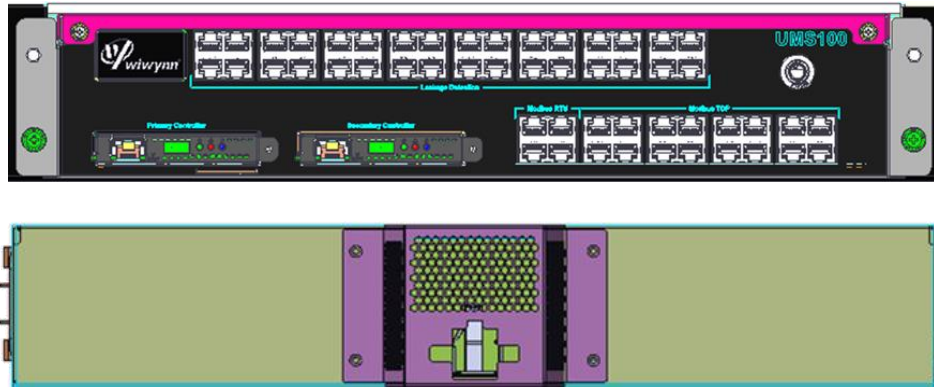 wiwynn
UMS100
Leakage Detection
Modbus RTU
Modbus TCP
Primary Controller
Secondary Controller